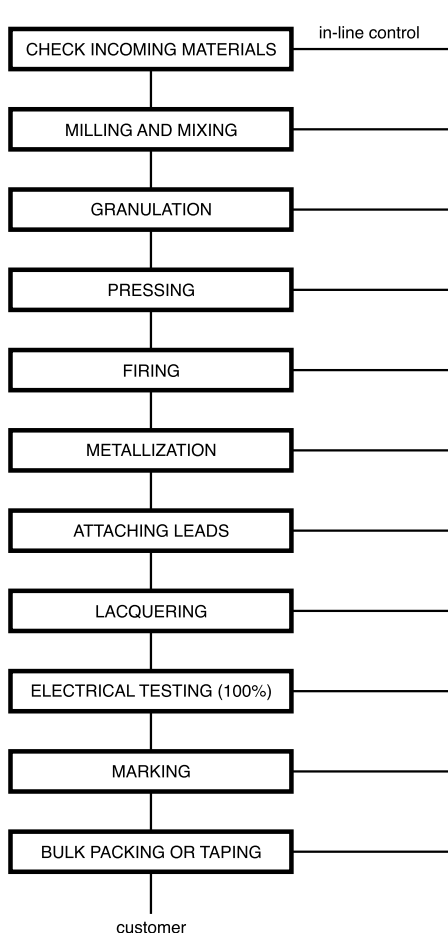 in-line control
CHECK INCOMING MATERIALS
MILLING AND MIXING
GRANULATION
PRESSING
FIRING
METALLIZATION
ATTACHING LEADS
LACQUERING
ELECTRICAL TESTING (100%)
MARKING
BULK PACKING OR TAPING
customer